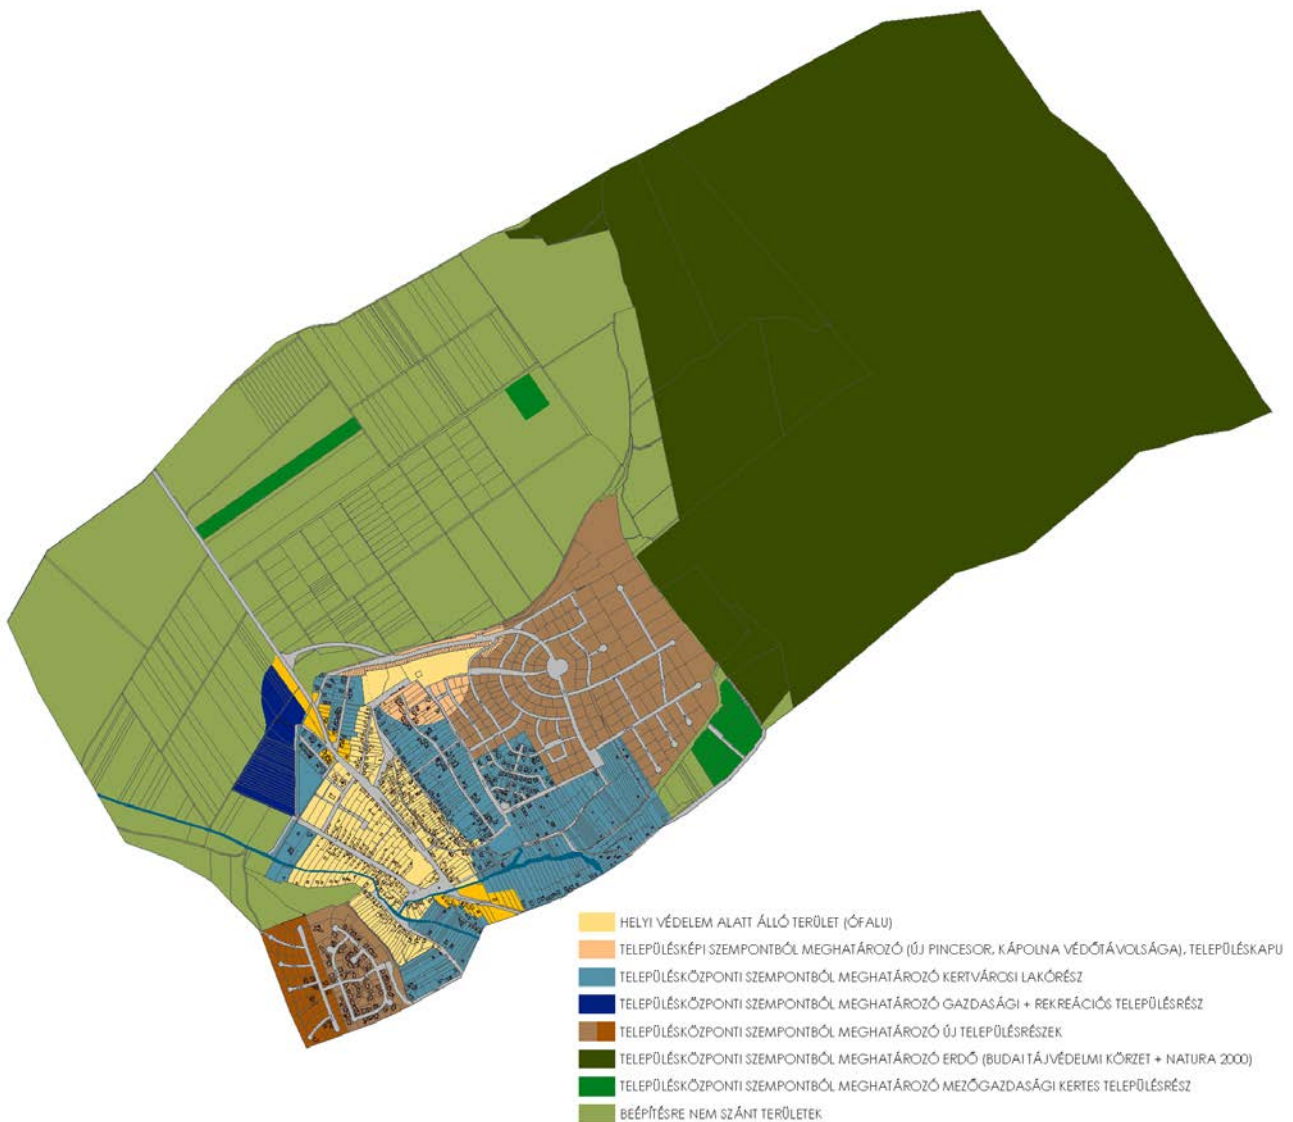 HELYI VÉDELEM ALATT ÁLLÓ TERÜLET (ÓFALU)
TELEPÜLÉSKÉPI SZEMPONTBÓL MEGHATÁROZÓ (ÚJ PINCESOR, KÁPOLNA VÉDŐTÁVOLSÁGA), TELEPÜLÉSKAPU
TELEPÜLÉSKÖZPONTI SZEMPONTBÓL MEGHATÁROZÓ KERTVÁROSI LAKÓRÉSZ
TELEPÜLÉSKÖZPONTI SZEMPONTBÓL MEGHATÁROZÓ GAZDASÁGI + REKREÁCIÓS TELEPÜLÉSRÉSZ
TELEPÜLÉSKÖZPONTI SZEMPONTBÓL MEGHATÁROZÓ ÚJ TELEPÜLÉSRÉSZEK
TELEPÜLÉSKÖZPONTI SZEMPONTBÓL MEGHATÁROZÓ ERDŐ (BUDAI TÁJVÉDELMI KÖRZET + NATURA 2000)
TELEPÜLÉSKÖZPONTI SZEMPONTBÓL MEGHATÁROZÓ MEZŐGAZDASÁGI KERTES TELEPÜLÉSRÉSZ
BEÉPÍTÉSRE NEM SZÁNT TERÜLETEK